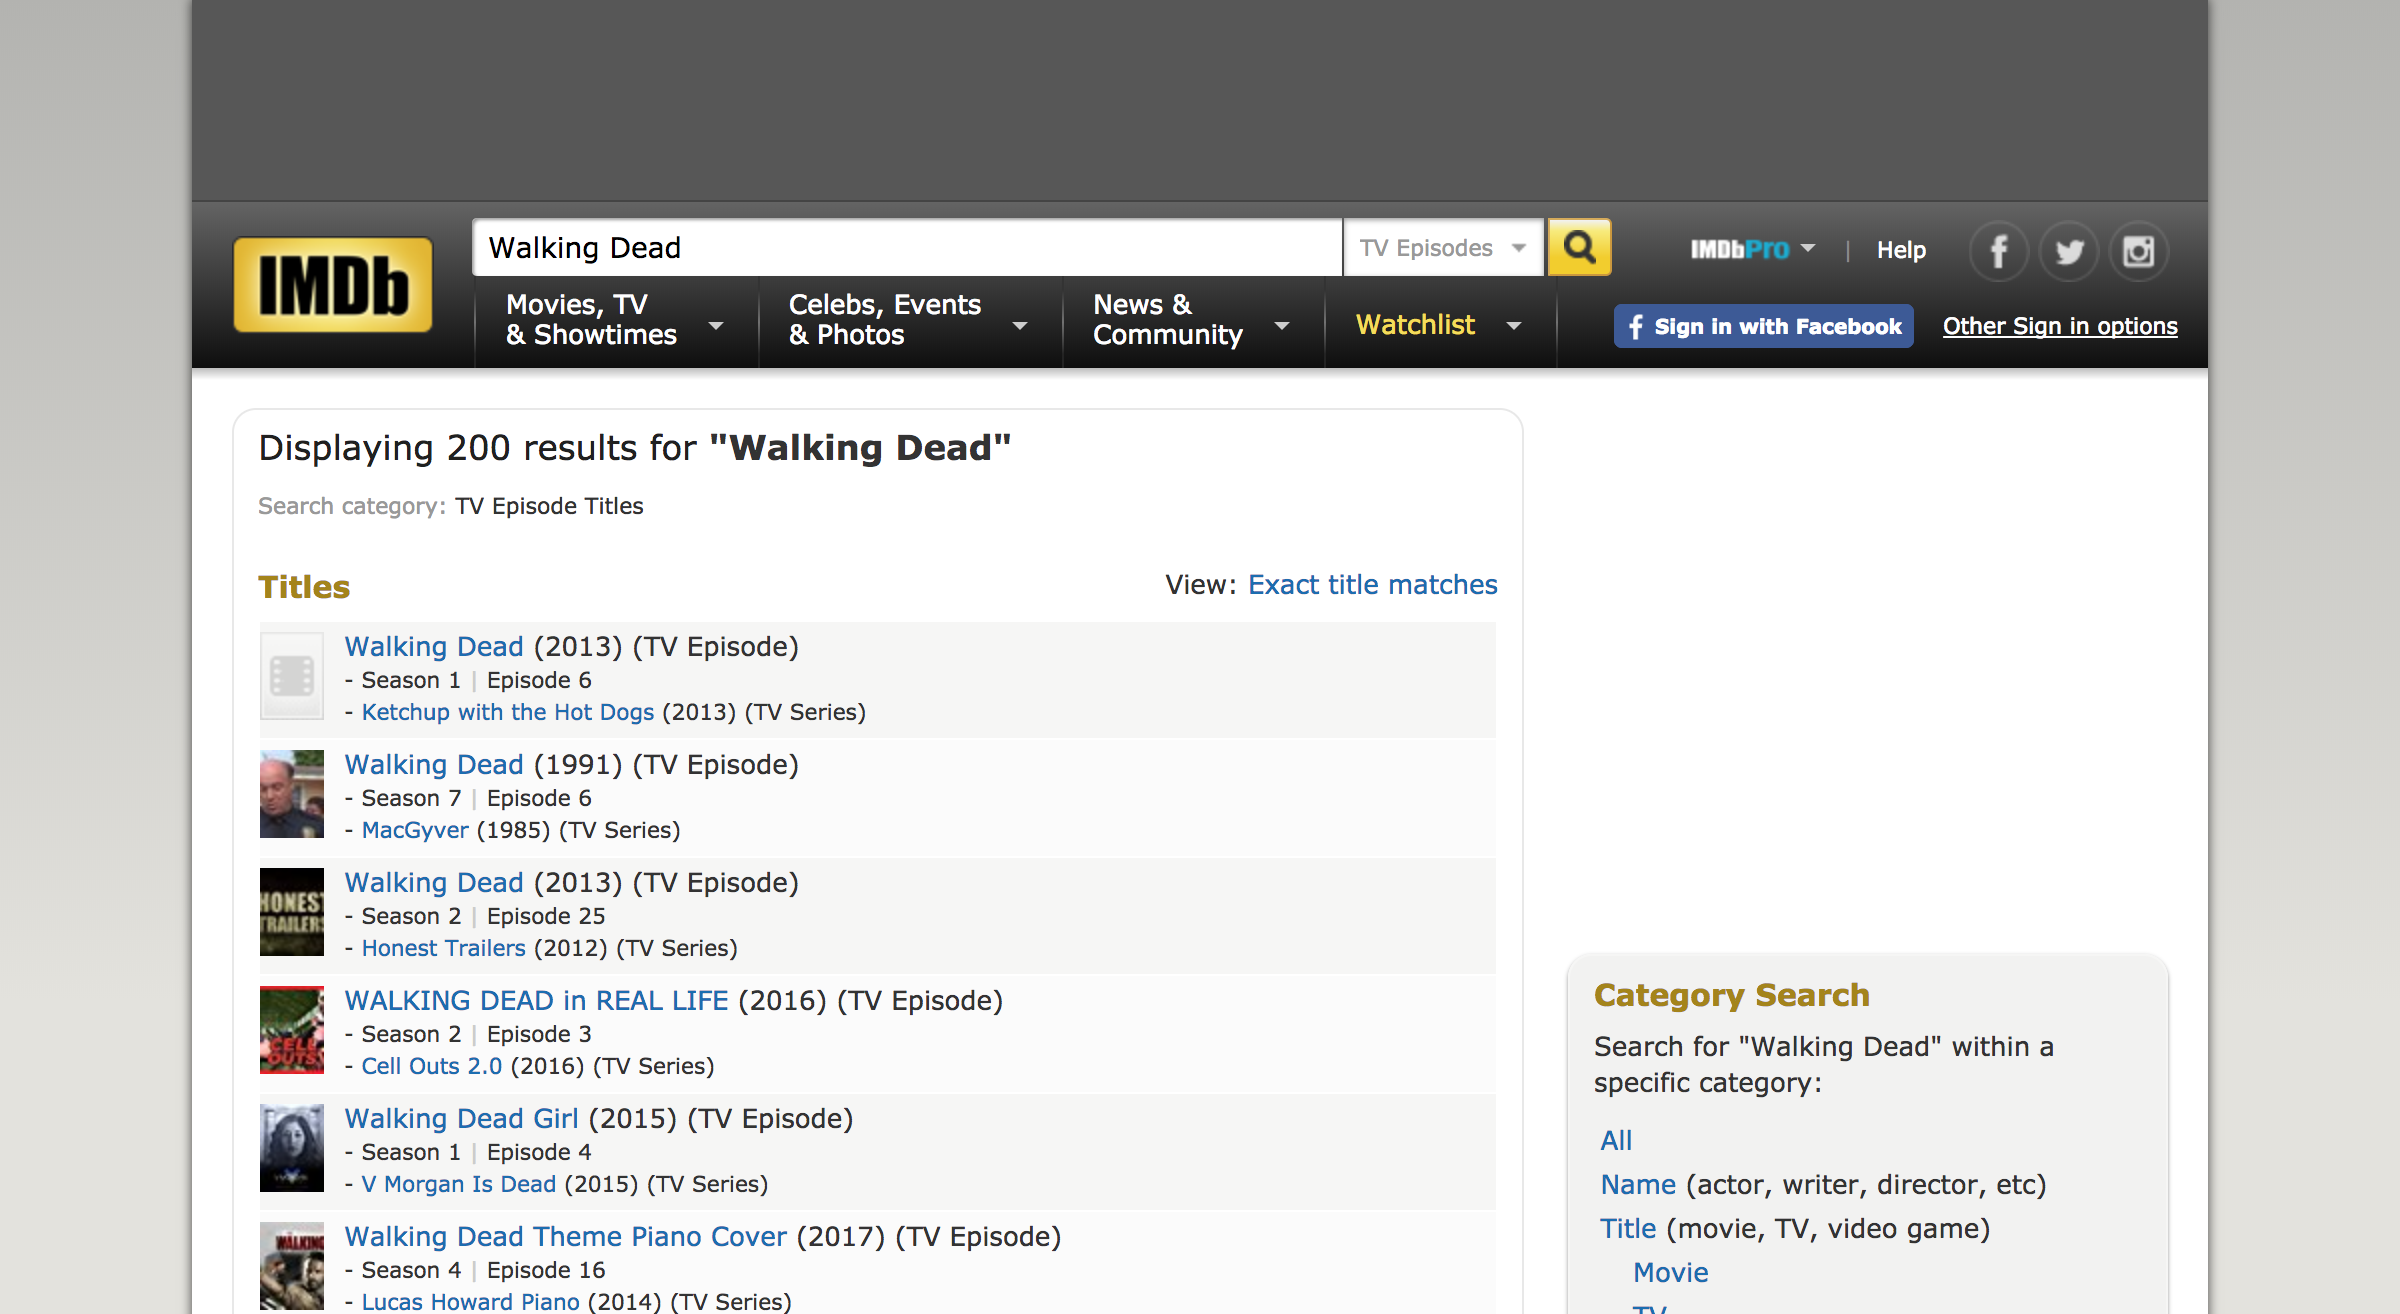 IMDb
Walking Dead
TV Episodes
IMDbPro
|
Help
Movies, TV
& Showtimes
Celebs, Events
& Photos
News &
Community
Watchlist
f Sign in with Facebook
Other Sign in options
Displaying 200 results for "Walking Dead"
Search category: TV Episode Titles
Titles
View: Exact title matches
Walking Dead (2013) (TV Episode)
- Season 1 | Episode 6
- Ketchup with the Hot Dogs (2013) (TV Series)
Walking Dead (1991) (TV Episode)
- Season 7 | Episode 6
- MacGyver (1985) (TV Series)
HONEST
TRAILERS
Walking Dead (2013) (TV Episode)
- Season 2 | Episode 25
- Honest Trailers (2012) (TV Series)
CELL
OUTS
WALKING DEAD in REAL LIFE (2016) (TV Episode)
- Season 2 | Episode 3
- Cell Outs 2.0 (2016) (TV Series)
Walking Dead Girl (2015) (TV Episode)
- Season 1 | Episode 4
- V Morgan Is Dead (2015) (TV Series)
WALKING
Walking Dead Theme Piano Cover (2017) (TV Episode)
- Season 4 | Episode 16
- Lucas Howard Piano (2014) (TV Series)
Category Search
Search for "Walking Dead" within a
specific category:
All
Name (actor, writer, director, etc)
Title (movie, TV, video game)
Movie
TV